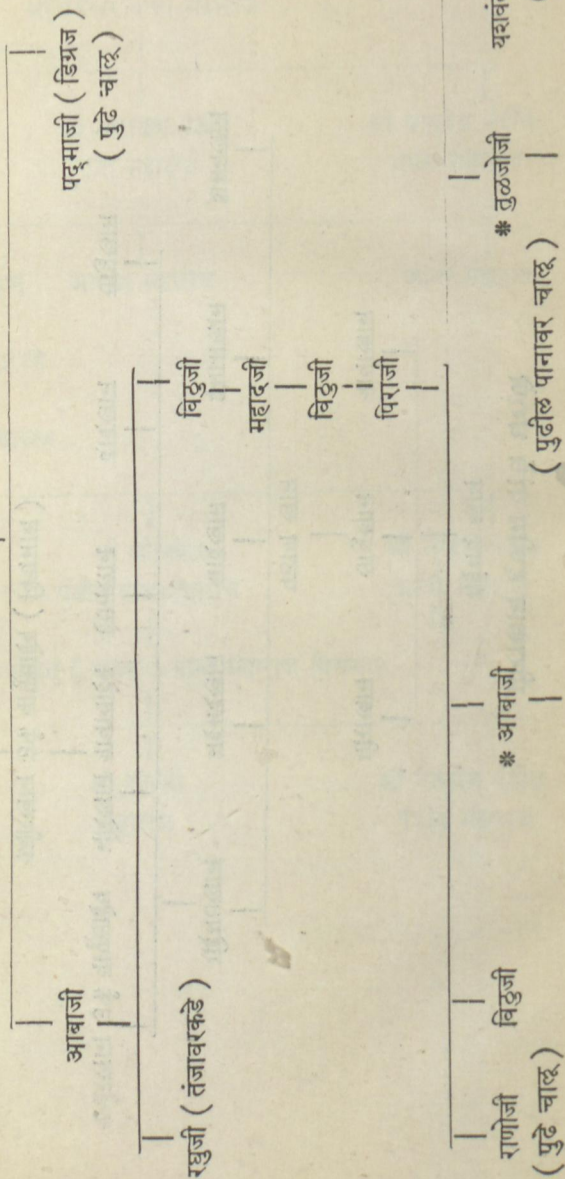 आबाजी
पद्माजी ( डिग्रज )
( पुढे चालू )
रघुजी ( तंजावरकडे )
विठुजी
महादजी
विठुजी
पिराजी
राणोजी
( पुढे चालू )
विठुजी
* आबाजी
* तुळजोजी
( पुढील पानावर चालू )